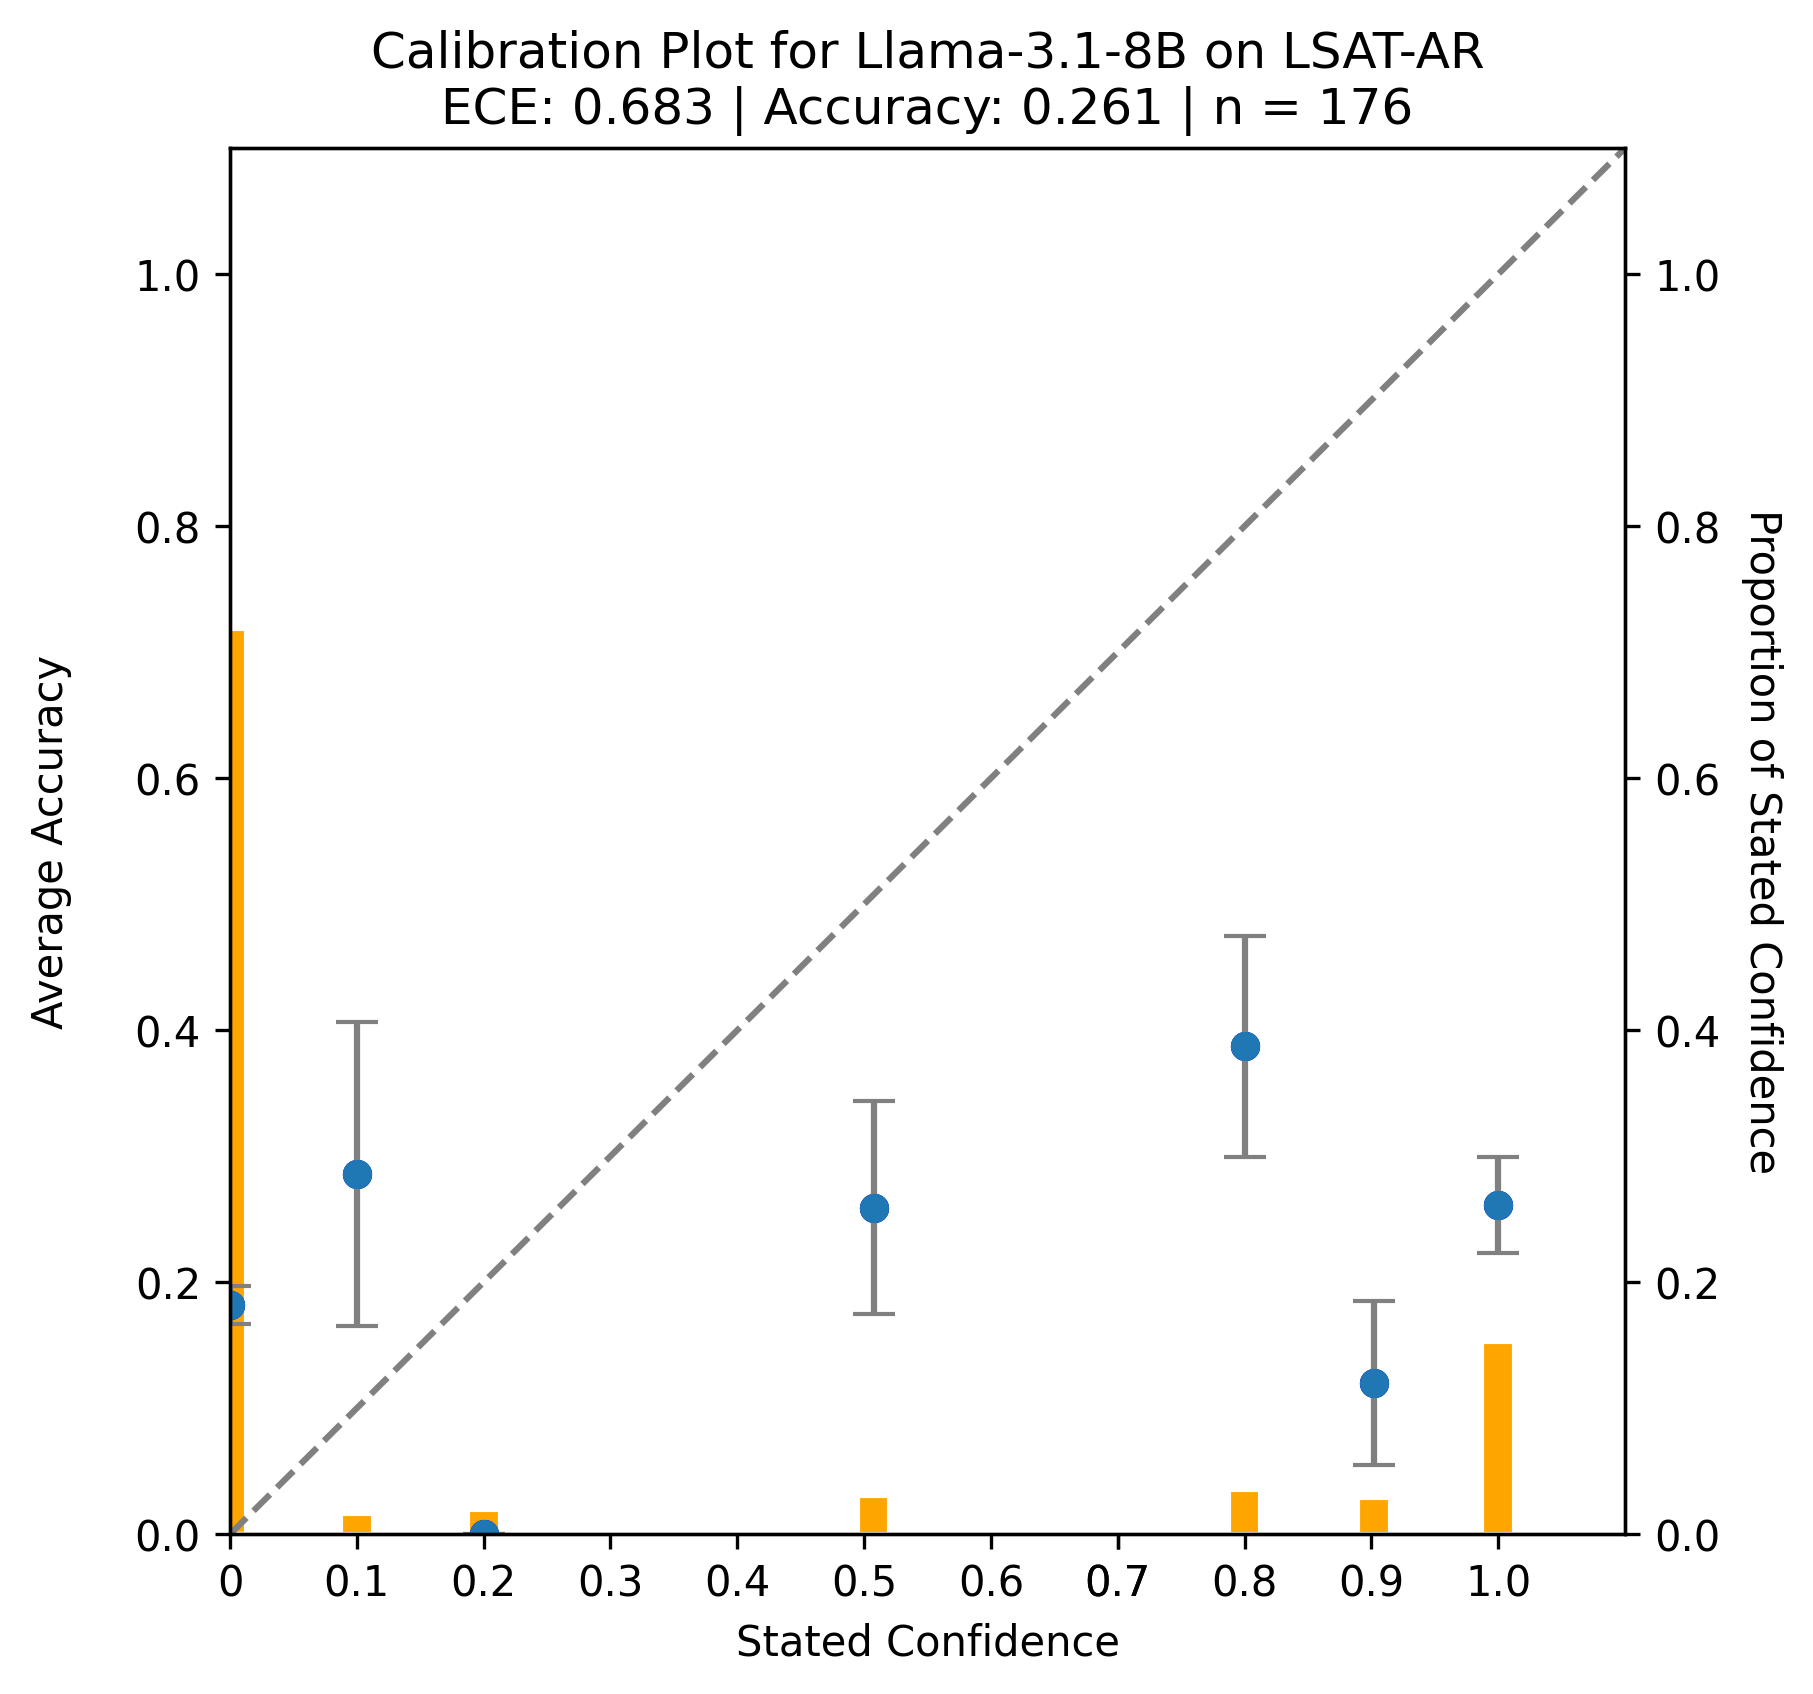 Calibration Plot for Llama-3.1-8B on LSAT-AR
ECE: 0.683 | Accuracy: 0.261 | n = 176
Average Accuracy
1.0
0.8
0.6
0.4
0.2
0.0
1.0
0.8
0.6
0.4
0.2
0.0
Proportion of Stated Confidence
0 0.1 0.2 0.3 0.4 0.5 0.6 0.7 0.8 0.9 1.0
Stated Confidence